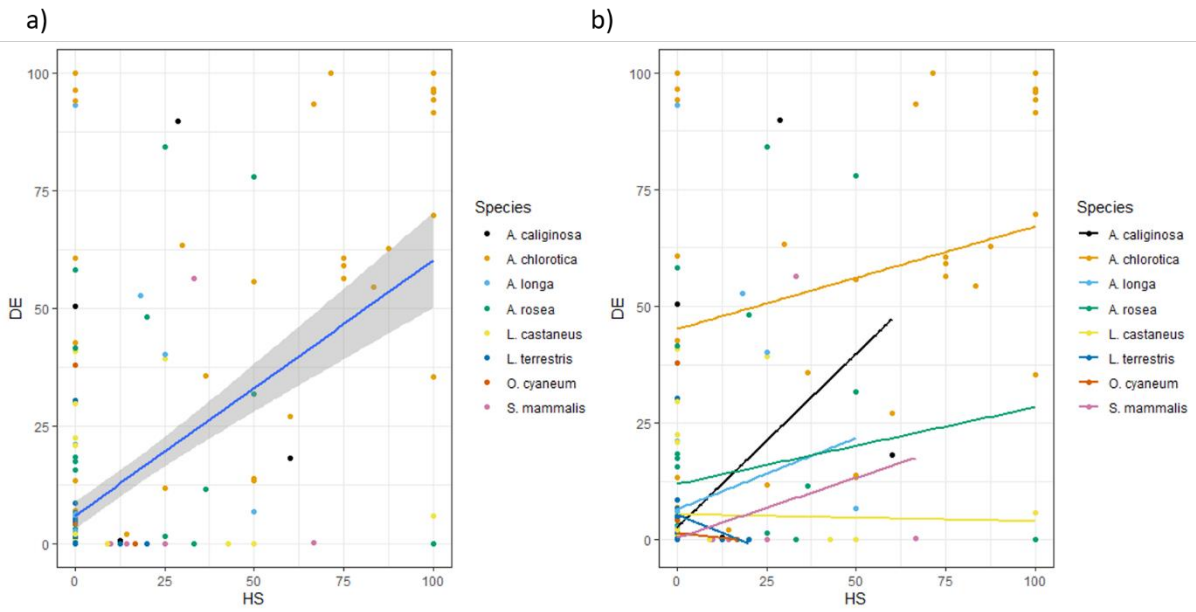 a)
b)
100
75
50
25
0
DE
0 25 50 75 100
HS
Species
A. caliginosa
A. chlorotica
A. longa
A. rosea
L. castaneus
L. terrestris
O. cyaneum
S. mammalis
100
75
50
25
0
DE
0 25 50 75 100
HS
Species
A. caliginosa
A. chlorotica
A. longa
A. rosea
L. castaneus
L. terrestris
O. cyaneum
S. mammalis